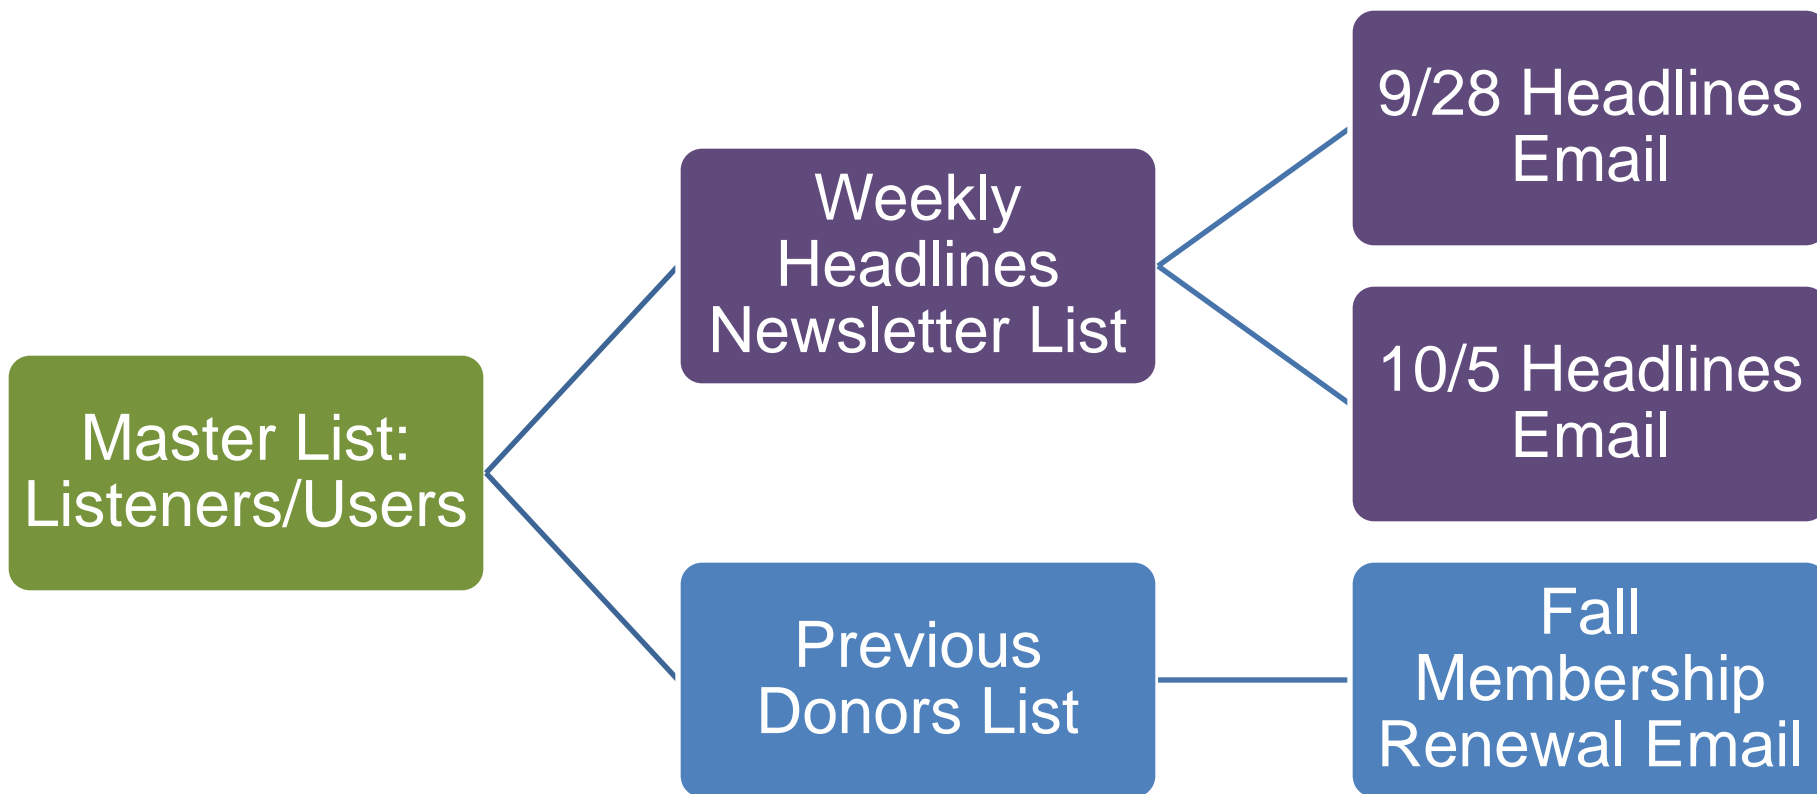 Master List:
Listeners/Users
Weekly
Headlines
Newsletter List
9/28 Headlines
Email
10/5 Headlines
Email
Previous
Donors List
Fall
Membership
Renewal Email